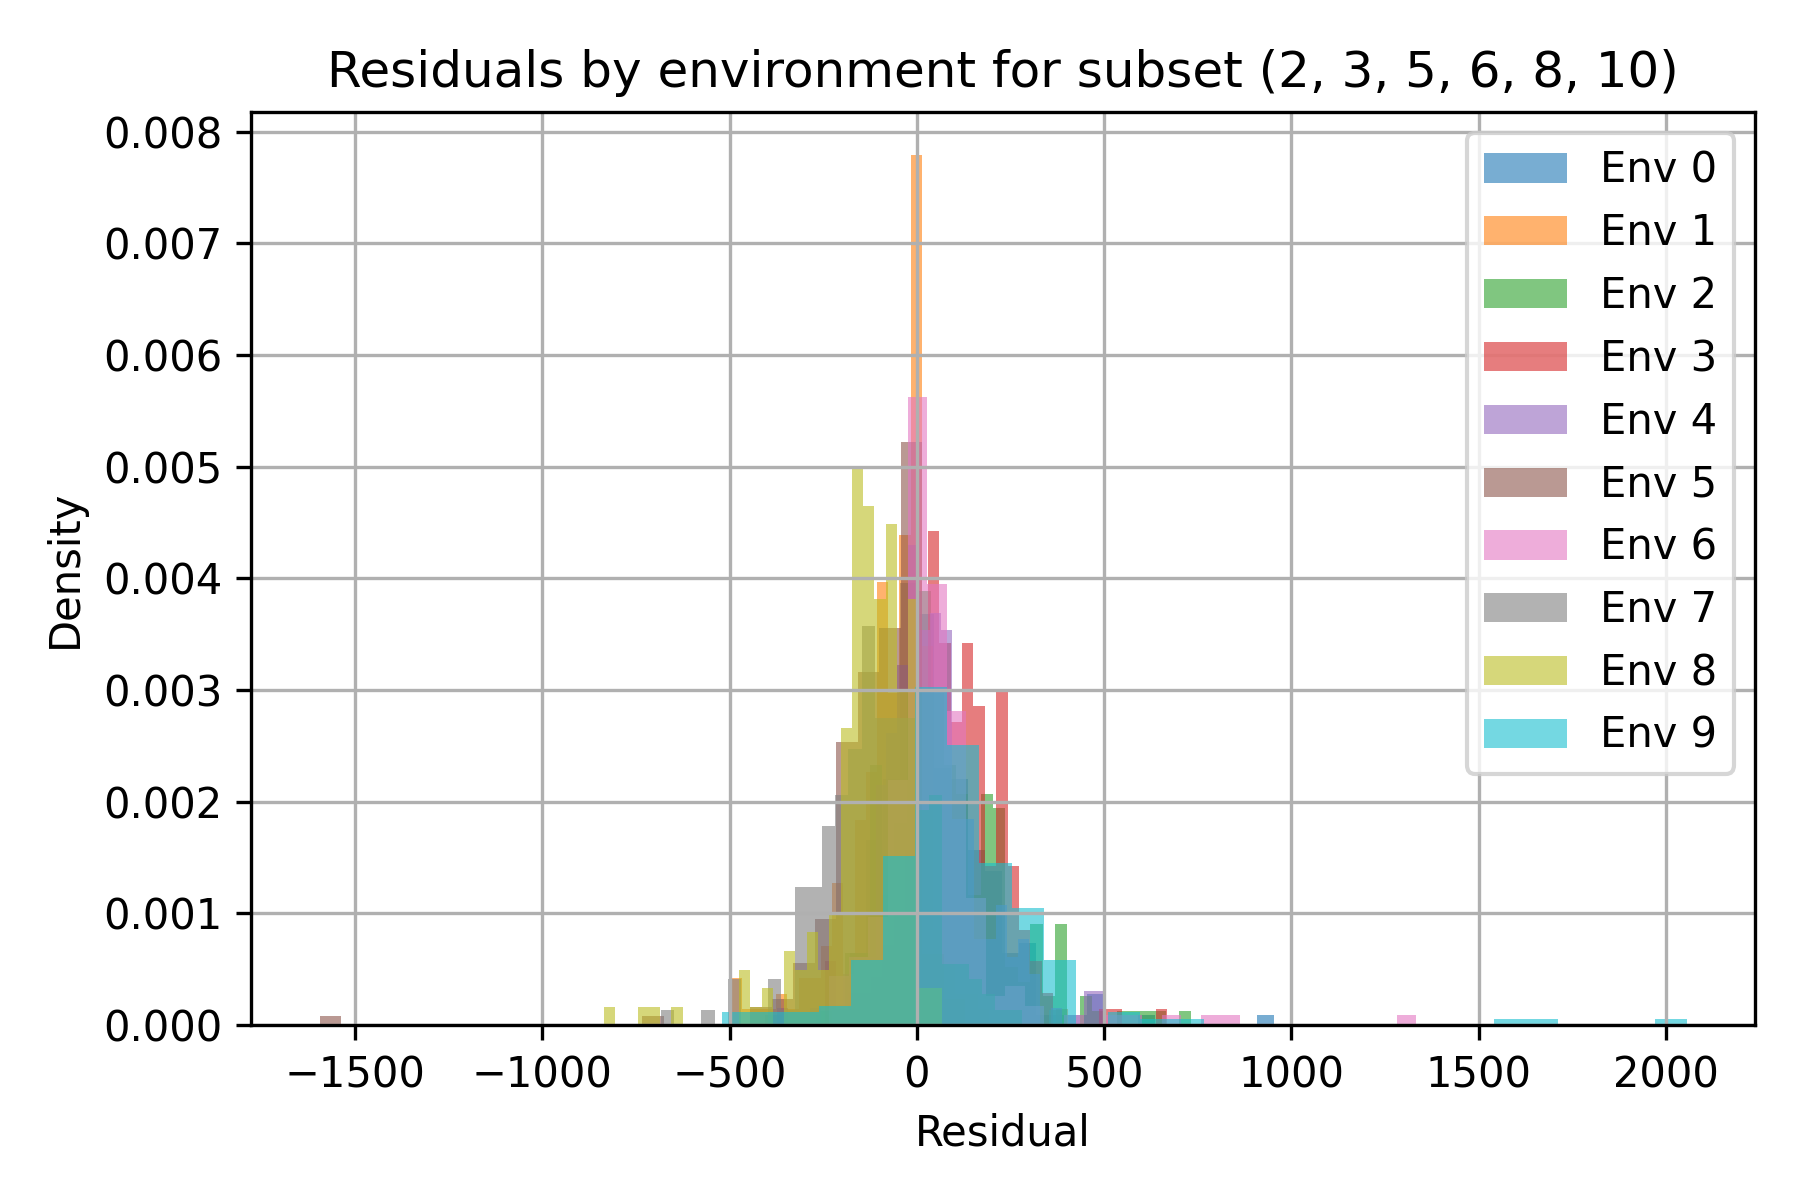 Residuals by environment for subset (2, 3, 5, 6, 8, 10)
0.008
0.007
0.006
0.005
0.004
0.003
0.002
0.001
0.000
Density
Env 0
Env 1
Env 2
Env 3
Env 4
Env 5
Env 6
Env 7
Env 8
Env 9
−1500 −1000 −500 0 500 1000 1500 2000
Residual